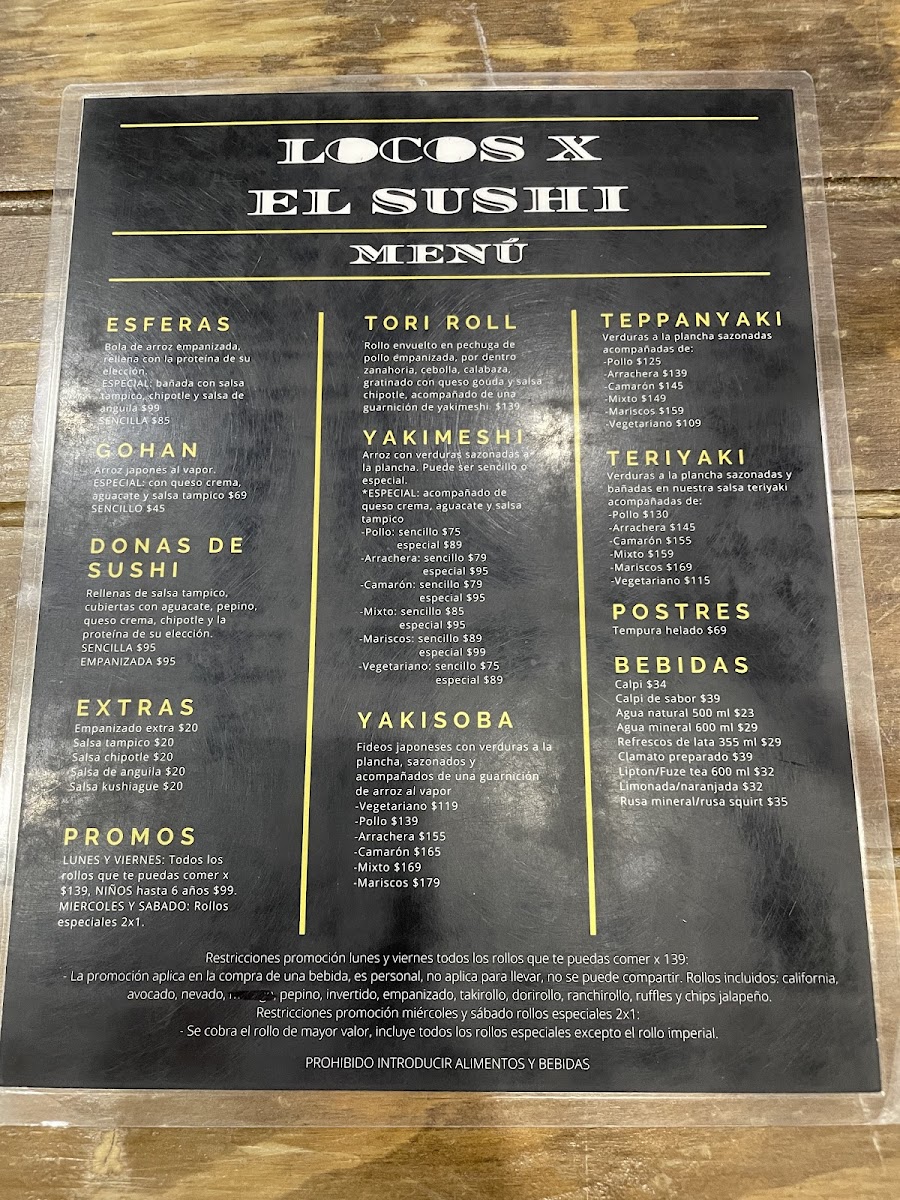 LOCOS X
EL SUSHI
MENÚ
ESFERAS
Bola de arroz empanizada,
rellena con la proteína de su
elección.
ESPECIAL: bañada con salsa
tampico, chipotle y salsa de
anguila $99
SENCILLA $85
GOHAN
Arroz japonés al vapor.
ESPECIAL: con queso crema,
aguacate y salsa tampico $69
SENCILLO $45
DONAS DE
SUSHI
Rellenas de salsa tampico,
cubiertas con aguacate, pepino,
queso crema, chipotle y la
proteína de su elección.
SENCILLA $95
EMPANIZADA $95
EXTRAS
Empanizado extra $20
Salsa tampico $20
Salsa chipotle $20
Salsa de anguila $20
Salsa kushiague $20
PROMOS
LUNES Y VIERNES: Todos los
rollos que te puedas comer x
$139, NIÑOS hasta 6 años $99.
MIERCOLES Y SABADO: Rollos
especiales 2x1.
TORI ROLL
Rollo envuelto en pechuga de
pollo empanizada, por dentro
zanahoria, cebolla, calabaza,
gratinado con queso gouda y salsa
chipotle, acompañado de una
guarnición de yakimeshi. $139
YAKIMESHI
Arroz con verduras sazonadas a
la plancha. Puede ser sencillo o
especial.
*ESPECIAL: acompañado de
queso crema, aguacate y salsa
tampico
-Pollo: sencillo $75
especial $89
-Arrachera: sencillo $79
especial $95
-Camarón: sencillo $79
especial $95
-Mixto: sencillo $85
especial $95
-Mariscos: sencillo $89
especial $99
-Vegetariano: sencillo $75
especial $89
YAKISOBA
Fideos japoneses con verduras a la
plancha, sazonados y
acompañados de una guarnición
de arroz al vapor
-Vegetariano $119
-Pollo $139
-Arrachera $155
-Camarón $165
-Mixto $169
-Mariscos $179
TEPPANYAKI
Verduras a la plancha sazonadas
acompañadas de:
-Pollo $125
-Arrachera $139
-Camarón $145
-Mixto $149
-Mariscos $159
-Vegetariano $109
TERIYAKI
Verduras a la plancha sazonadas y
bañadas en nuestra salsa teriyaki
acompañadas de:
-Pollo $130
-Arrachera $145
-Camarón $155
-Mixto $159
-Mariscos $169
-Vegetariano $115
POSTRES
Tempura helado $69
BEBIDAS
Calpi $34
Calpi de sabor $39
Agua natural 500 ml $23
Agua mineral 600 ml $29
Refrescos de lata 355 ml $29
Clamato preparado $39
Lipton/Fuze tea 600 ml $32
Limonada/naranjada $32
Rusa mineral/rusa squirt $35
Restricciones promoción lunes y viernes todos los rollos que te puedas comer x 139:
- La promoción aplica en la compra de una bebida, es personal, no aplica para llevar, no se puede compartir. Rollos incluidos: california,
avocado, nevado, pepino, invertido, empanizado, takirollo, dorirollo, ranchirollo, ruffles y chips jalapeño.
Restricciones promoción miércoles y sábado rollos especiales 2x1:
- Se cobra el rollo de mayor valor, incluye todos los rollos especiales excepto el rollo imperial.
PROHIBIDO INTRODUCIR ALIMENTOS Y BEBIDAS